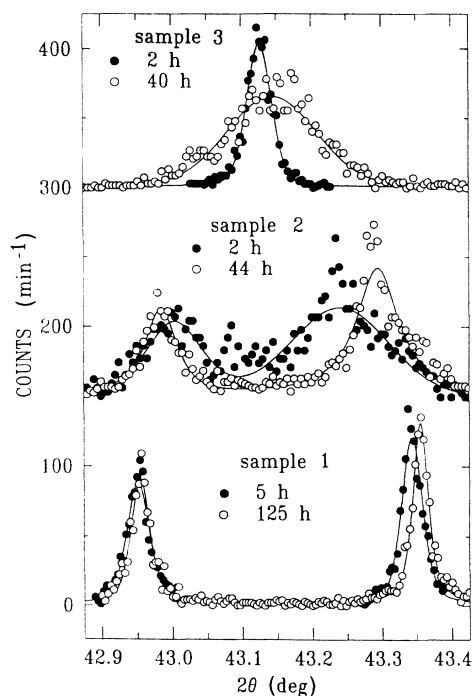 sample 3
● 2 h
○ 40 h
400
300
sample 2
● 2 h
○ 44 h
200
COUNTS (min⁻¹)
sample 1
● 5 h
○ 125 h
100
0
42.9 43.0 43.1 43.2 43.3 43.4
2θ (deg)